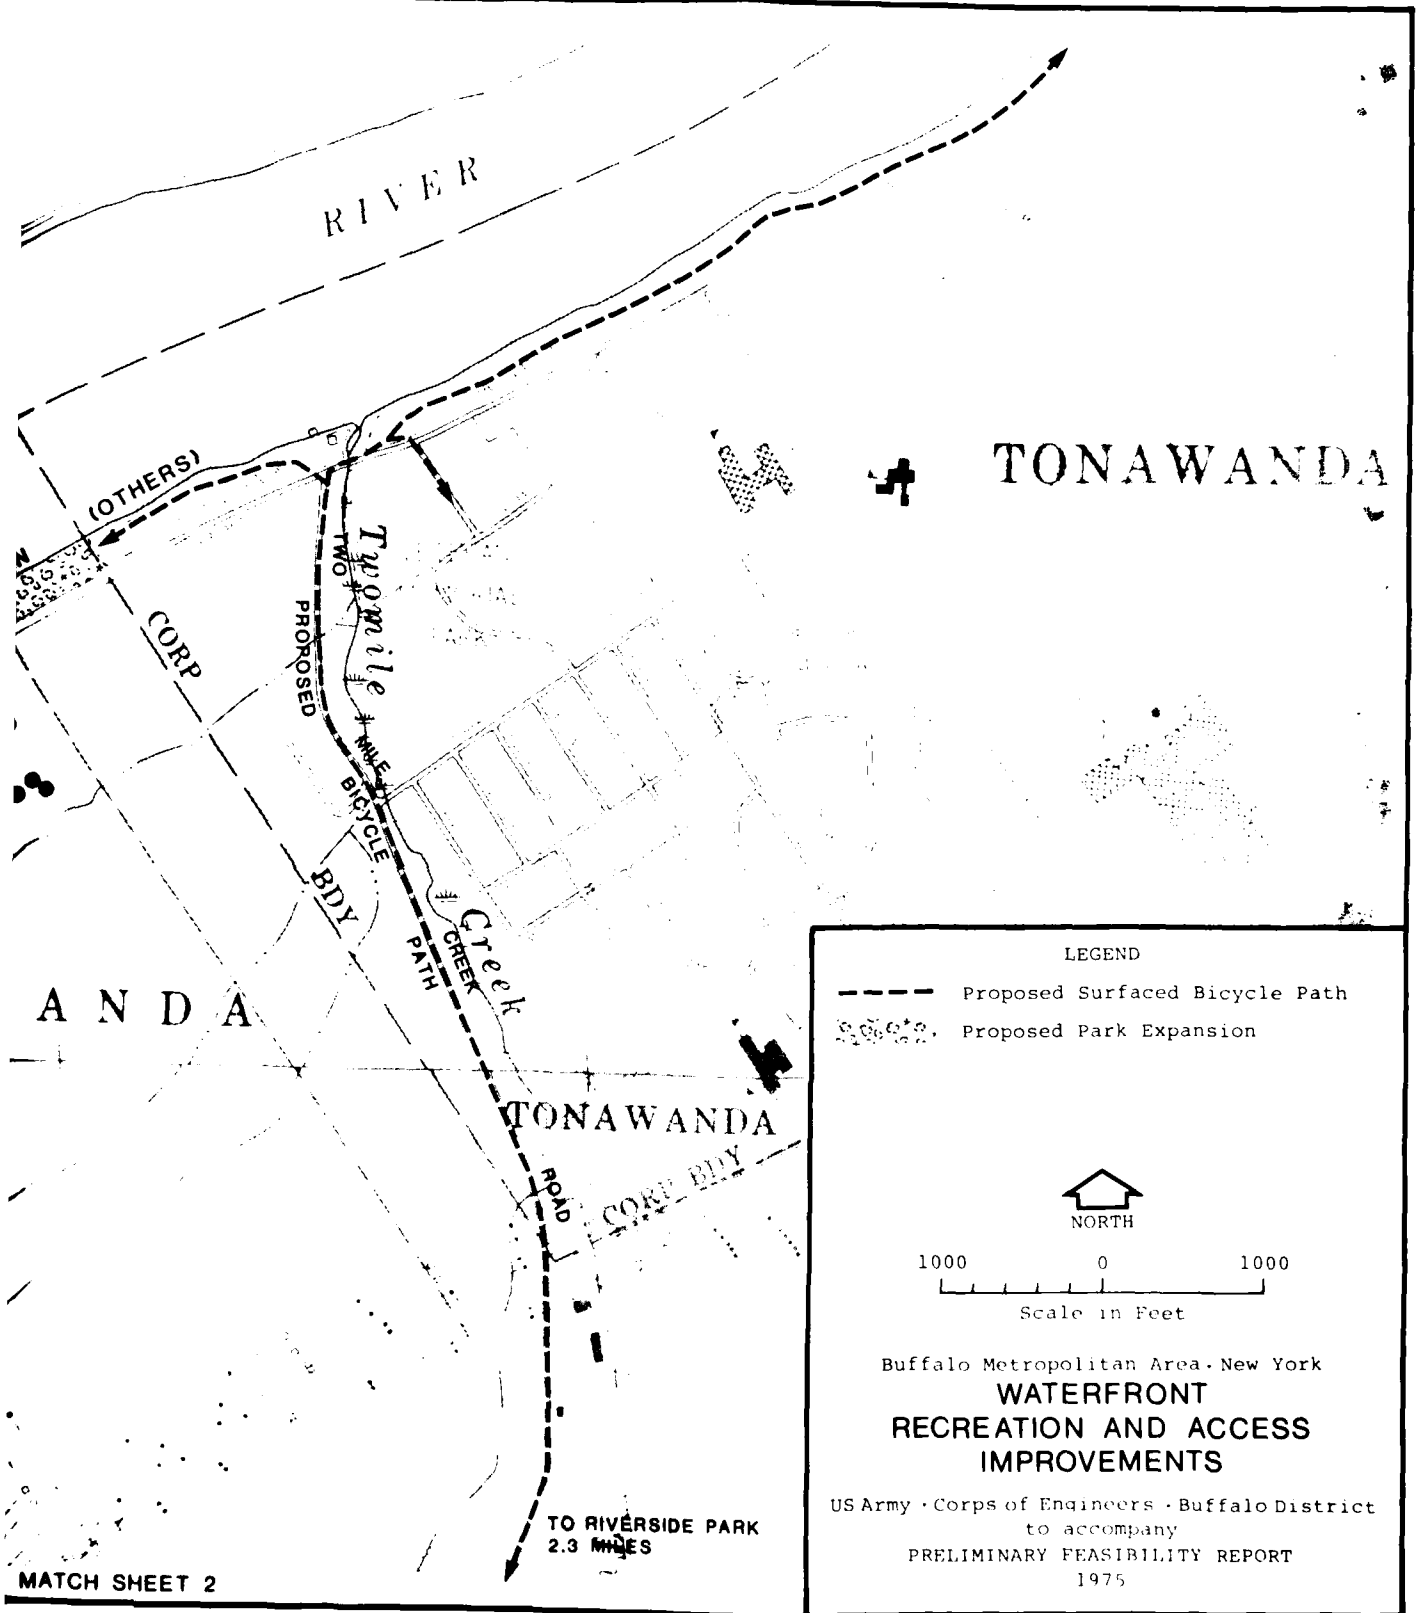 RIVER
TONAWANDA
(OTHERS)
Twomile
TWO
PROPOSED
CORP
MILE
BICYCLE
BDY
Creek
CREEK
PATH
ANDA
TONAWANDA
ROAD
CORP BDY
TO RIVERSIDE PARK
2.3 MILES
MATCH SHEET 2
LEGEND
Proposed Surfaced Bicycle Path
Proposed Park Expansion
NORTH
1000 0 1000
Scale in Feet
Buffalo Metropolitan Area · New York
WATERFRONT
RECREATION AND ACCESS
IMPROVEMENTS
US Army · Corps of Engineers · Buffalo District
to accompany
PRELIMINARY FEASIBILITY REPORT
1975